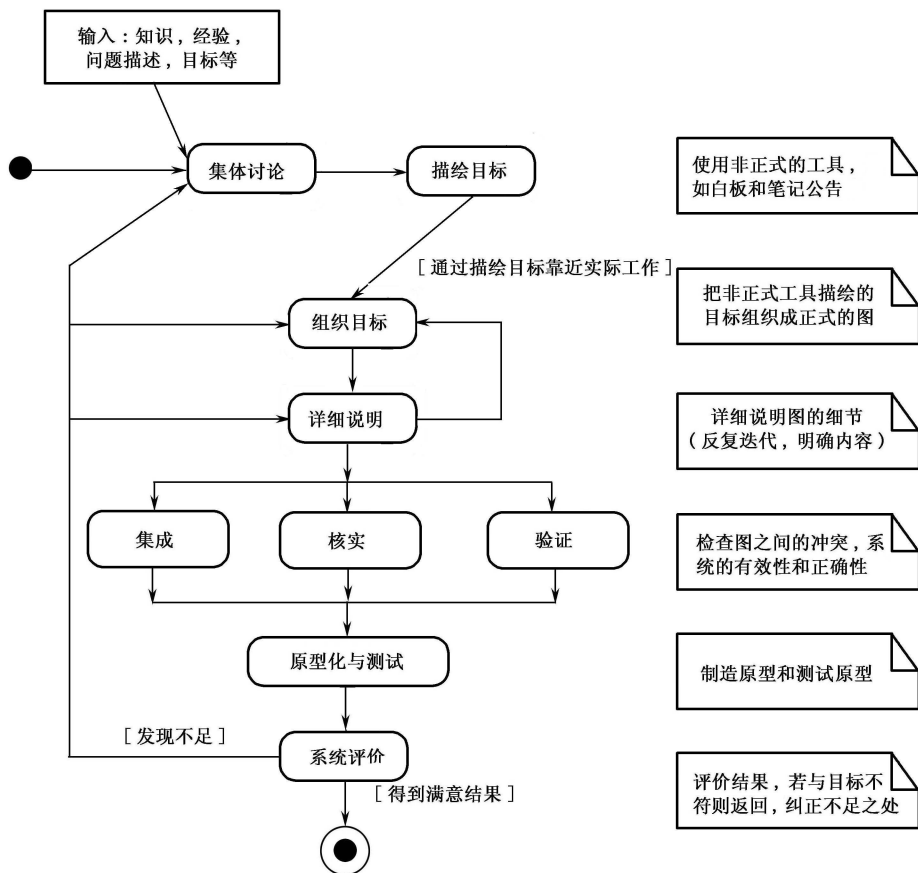 输入：知识，经验，
问题描述，目标等
集体讨论
描绘目标
使用非正式的工具，
如白板和笔记公告
[通过描绘目标靠近实际工作]
组织目标
把非正式工具描绘的
目标组织成正式的图
详细说明
详细说明图的细节
（反复迭代，明确内容）
集成
核实
验证
检查图之间的冲突，系
统的有效性和正确性
原型化与测试
制造原型和测试原型
[发现不足]
系统评价
[得到满意结果]
评价结果，若与目标不
符则返回，纠正不足之处